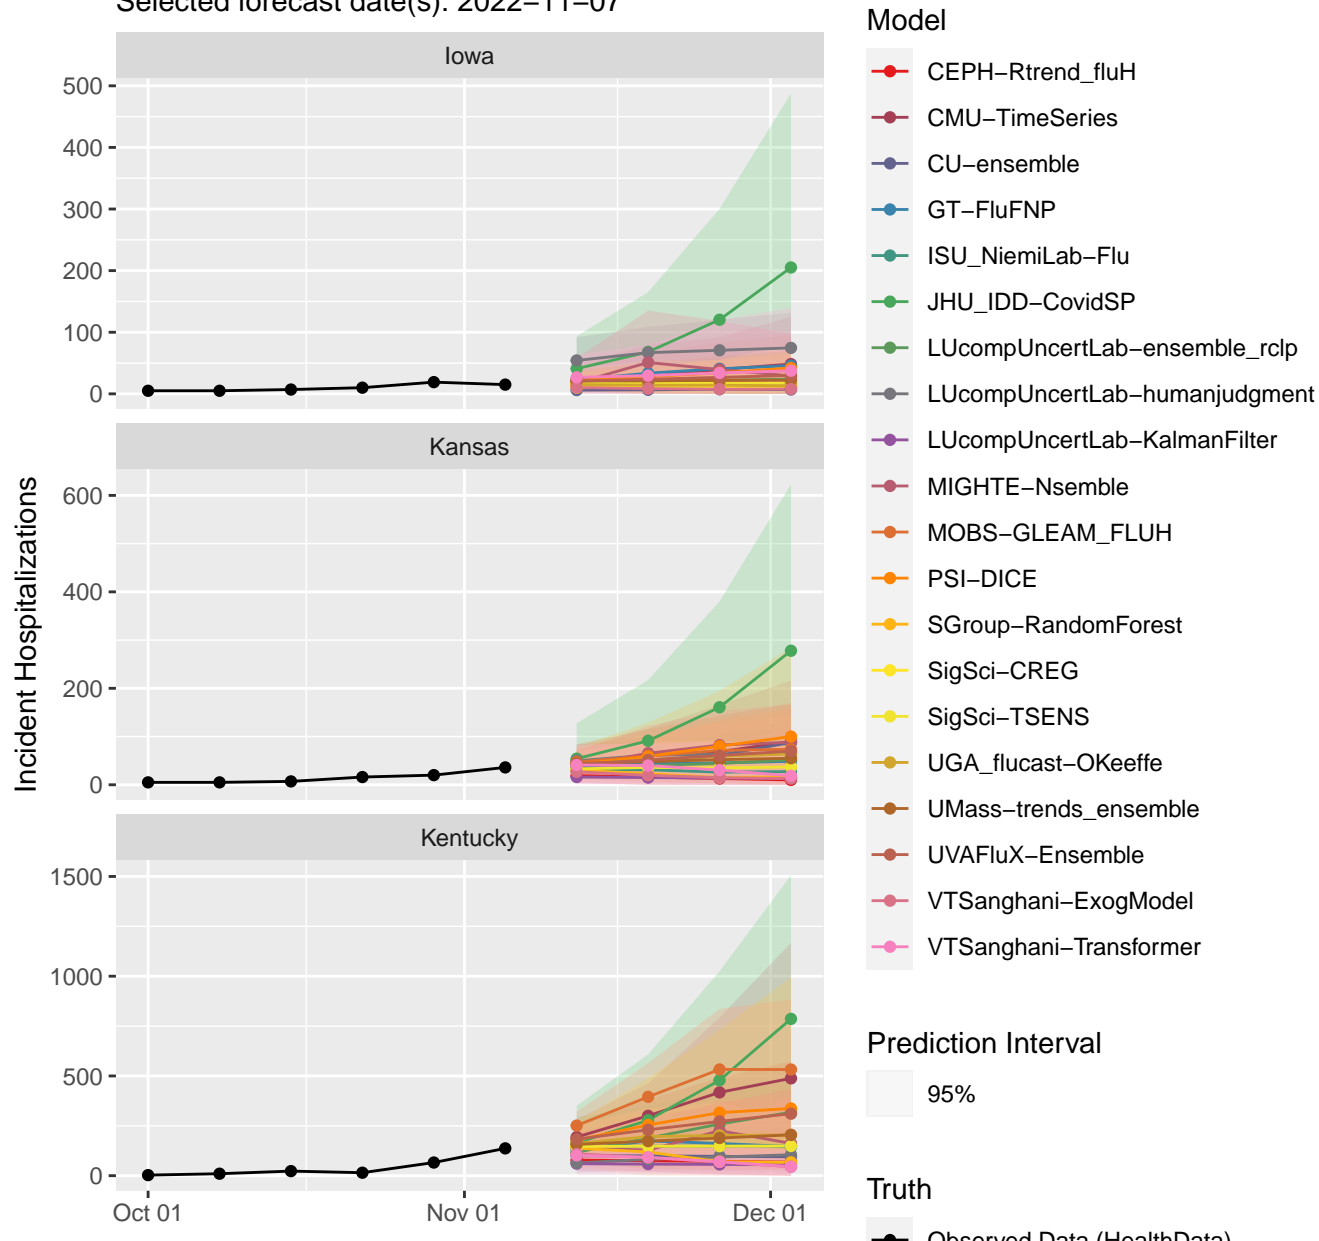 Selected forecast date(s): 2022−11−07
Iowa
500
400
300
200
100
0
Kansas
600
400
200
0
Kentucky
1500
1000
500
0
Oct 01
Nov 01
Dec 01
Incident Hospitalizations
Model
CEPH−Rtrend_fluH
CMU−TimeSeries
CU−ensemble
GT−FluFNP
ISU_NiemiLab−Flu
JHU_IDD−CovidSP
LUcompUncertLab−ensemble_rclp
LUcompUncertLab−humanjudgment
LUcompUncertLab−KalmanFilter
MIGHTE−Nsemble
MOBS−GLEAM_FLUH
PSI−DICE
SGroup−RandomForest
SigSci−CREG
SigSci−TSENS
UGA_flucast−OKeeffe
UMass−trends_ensemble
UVAFluX−Ensemble
VTSanghani−ExogModel
VTSanghani−Transformer
Prediction Interval
95%
Truth
Observed Data (HealthData)